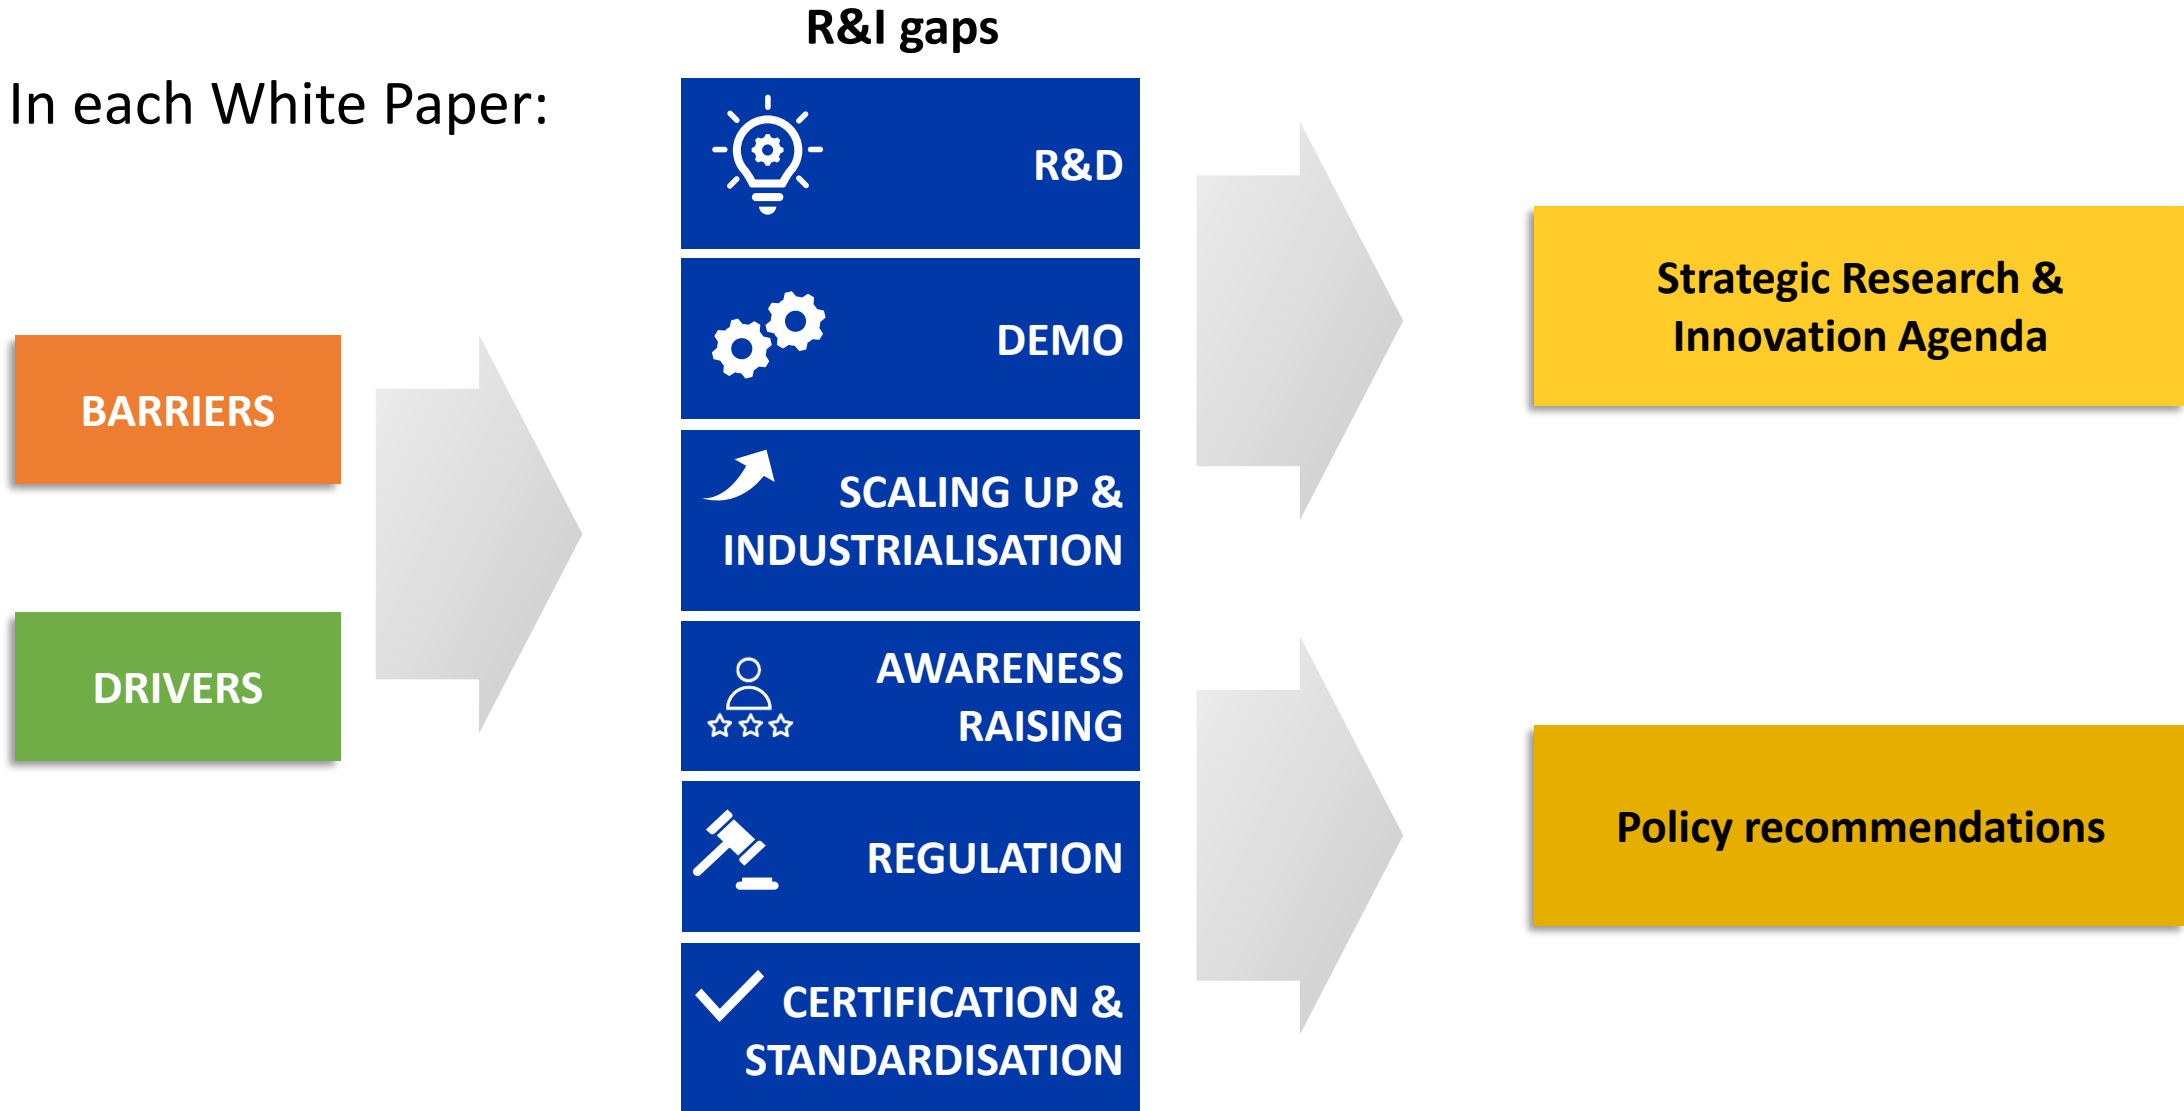 R&I gaps
In each White Paper:
BARRIERS
DRIVERS
R&D
DEMO
SCALING UP &
INDUSTRIALISATION
AWARENESS
RAISING
REGULATION
CERTIFICATION &
STANDARDISATION
Strategic Research &
Innovation Agenda
Policy recommendations